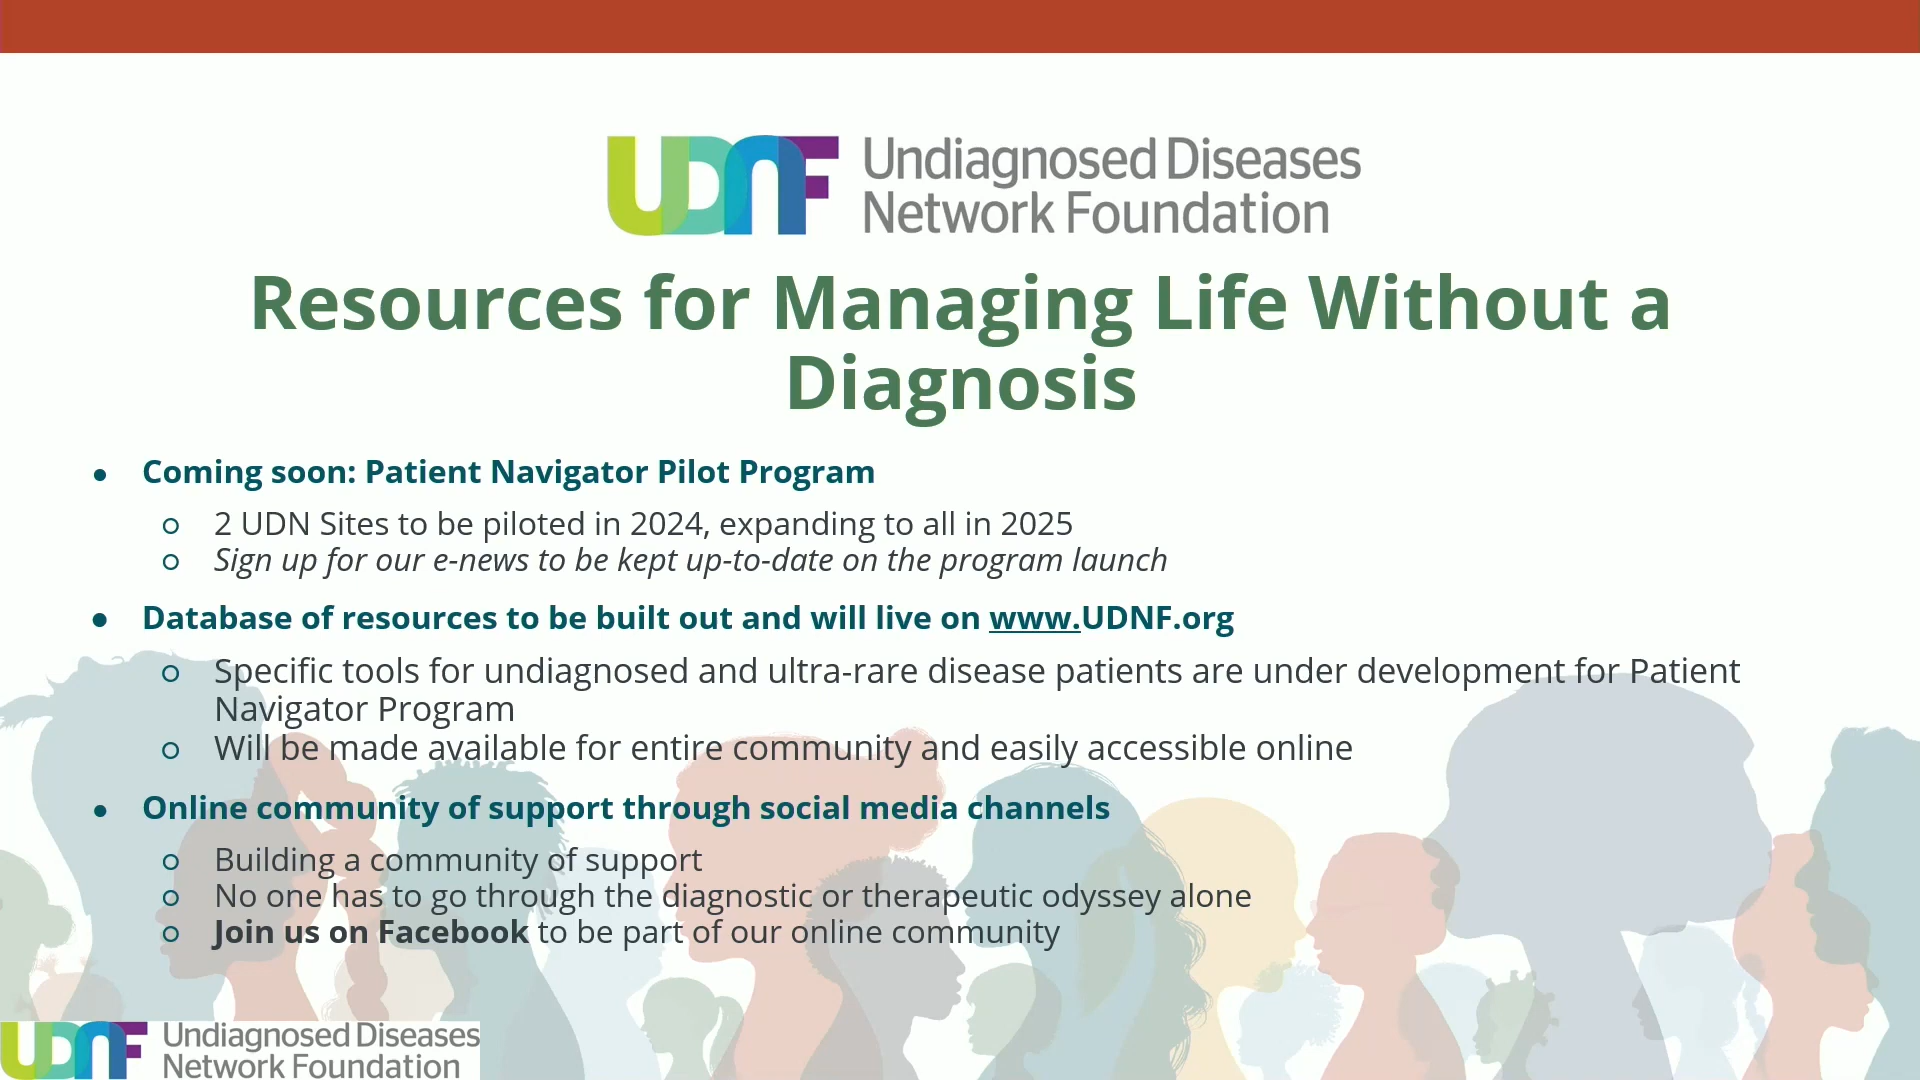 UDNF Undiagnosed Diseases
Network Foundation
Resources for Managing Life Without a
Diagnosis
● Coming soon: Patient Navigator Pilot Program
○ 2 UDN Sites to be piloted in 2024, expanding to all in 2025
○ Sign up for our e-news to be kept up-to-date on the program launch
● Database of resources to be built out and will live on www.UDNF.org
○ Specific tools for undiagnosed and ultra-rare disease patients are under development for Patient
Navigator Program
○ Will be made available for entire community and easily accessible online
● Online community of support through social media channels
○ Building a community of support
○ No one has to go through the diagnostic or therapeutic odyssey alone
○ Join us on Facebook to be part of our online community
UDNF Undiagnosed Diseases
Network Foundation